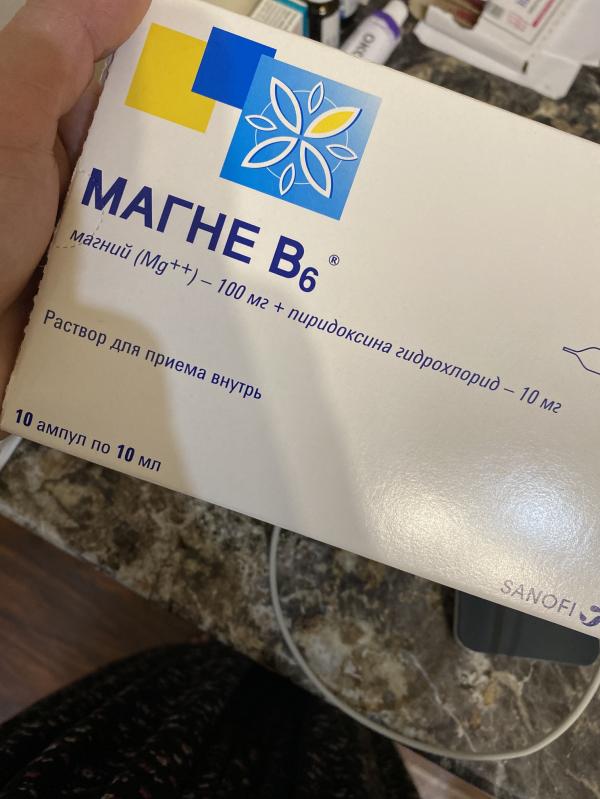 МАГНЕ B6®
магний (Mg++) – 100 мг + пиридоксина гидрохлорид – 10 мг
Раствор для приема внутрь
10 ампул по 10 мл
SANOFI